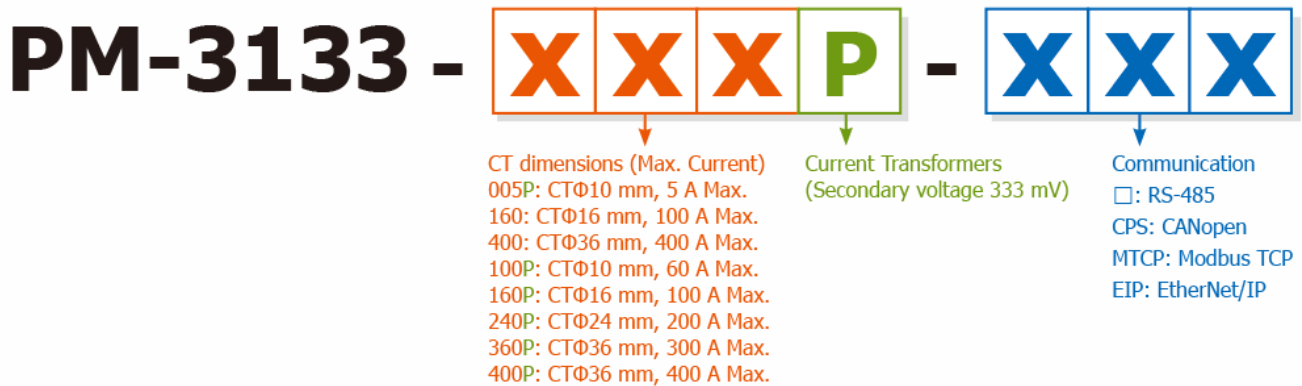 PM-3133 - XXXP - XXX
CT dimensions (Max. Current)
005P: CTΦ10 mm, 5 A Max.
160: CTΦ16 mm, 100 A Max.
400: CTΦ36 mm, 400 A Max.
100P: CTΦ10 mm, 60 A Max.
160P: CTΦ16 mm, 100 A Max.
240P: CTΦ24 mm, 200 A Max.
360P: CTΦ36 mm, 300 A Max.
400P: CTΦ36 mm, 400 A Max.
Current Transformers
(Secondary voltage 333 mV)
Communication
□: RS-485
CPS: CANopen
MTCP: Modbus TCP
EIP: EtherNet/IP